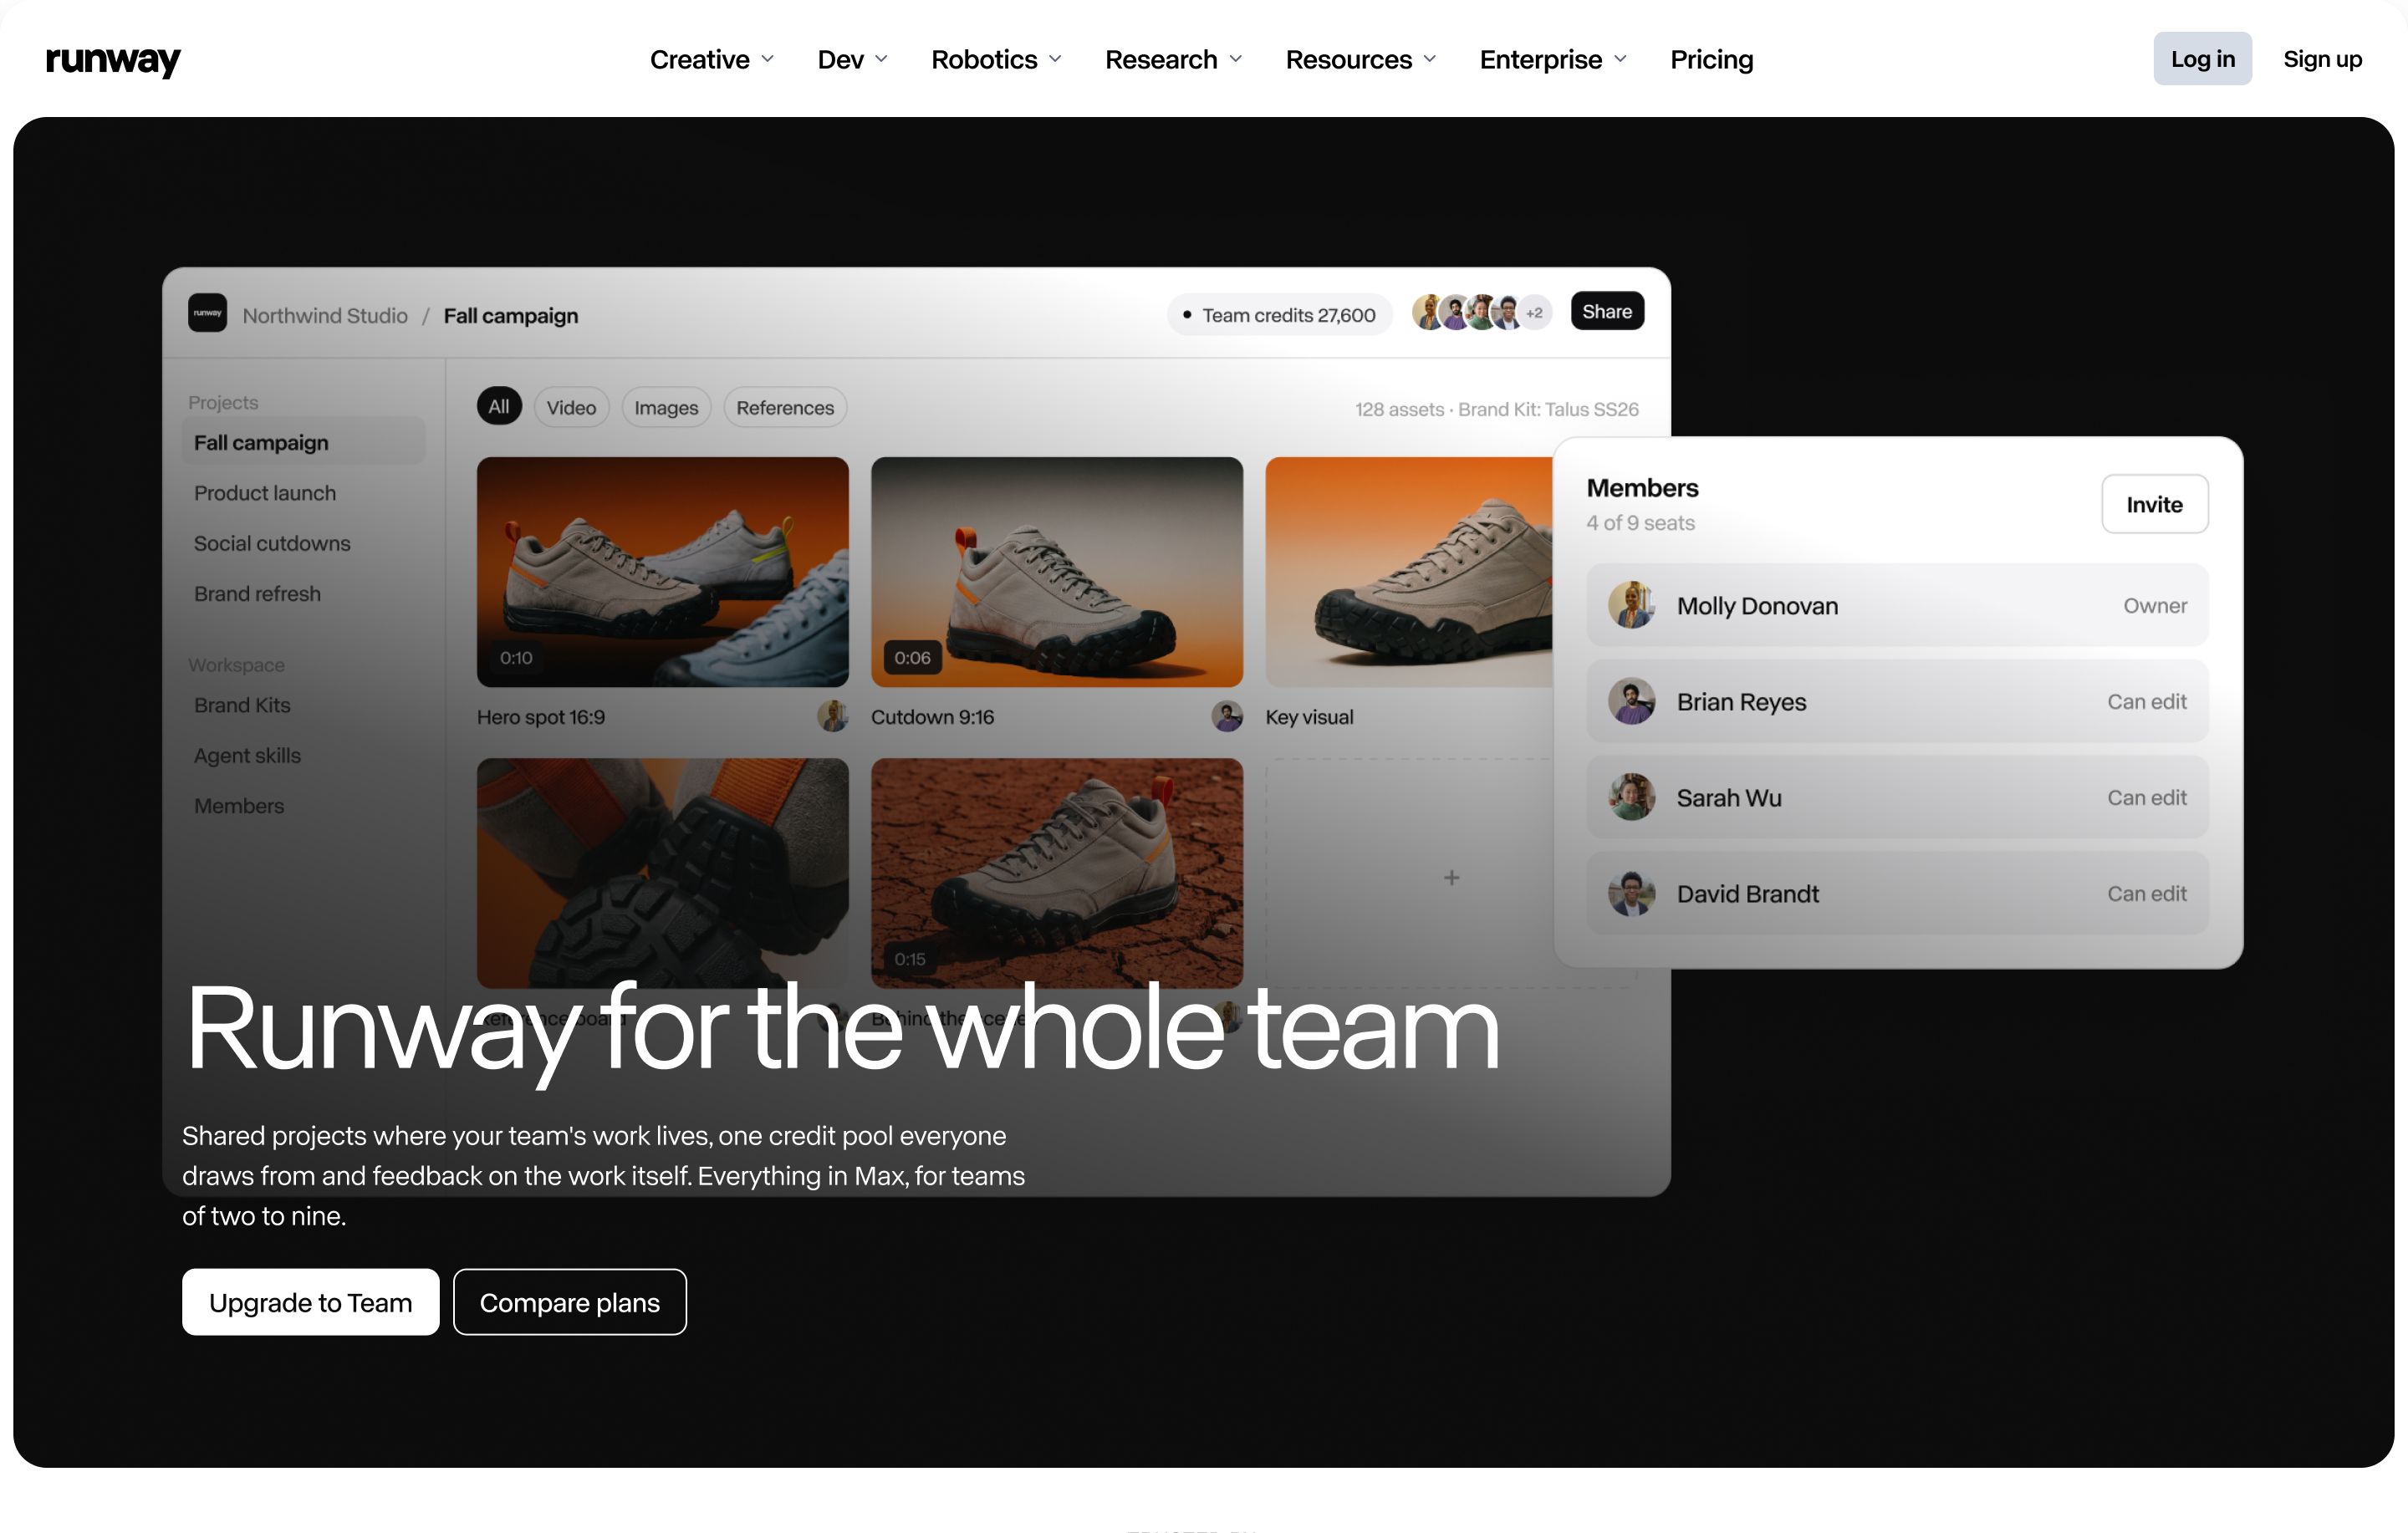 runway
Creative
Dev
Robotics
Research
Resources
Enterprise
Pricing
Log in
Sign up
runway
Northwind Studio / Fall campaign
Team credits 27,600
+2
Share
Projects
Fall campaign
Product launch
Social cutdowns
Brand refresh
Workspace
Brand Kits
Agent skills
Members
All
Video
Images
References
128 assets · Brand Kit: Talus SS26
0:10
0:06
Hero spot 16:9
Cutdown 9:16
Key visual
0:15
Members
4 of 9 seats
Invite
Molly Donovan
Owner
Brian Reyes
Can edit
Sarah Wu
Can edit
David Brandt
Can edit
Runway for the whole team
Shared projects where your team's work lives, one credit pool everyone
draws from and feedback on the work itself. Everything in Max, for teams
of two to nine.
Upgrade to Team
Compare plans